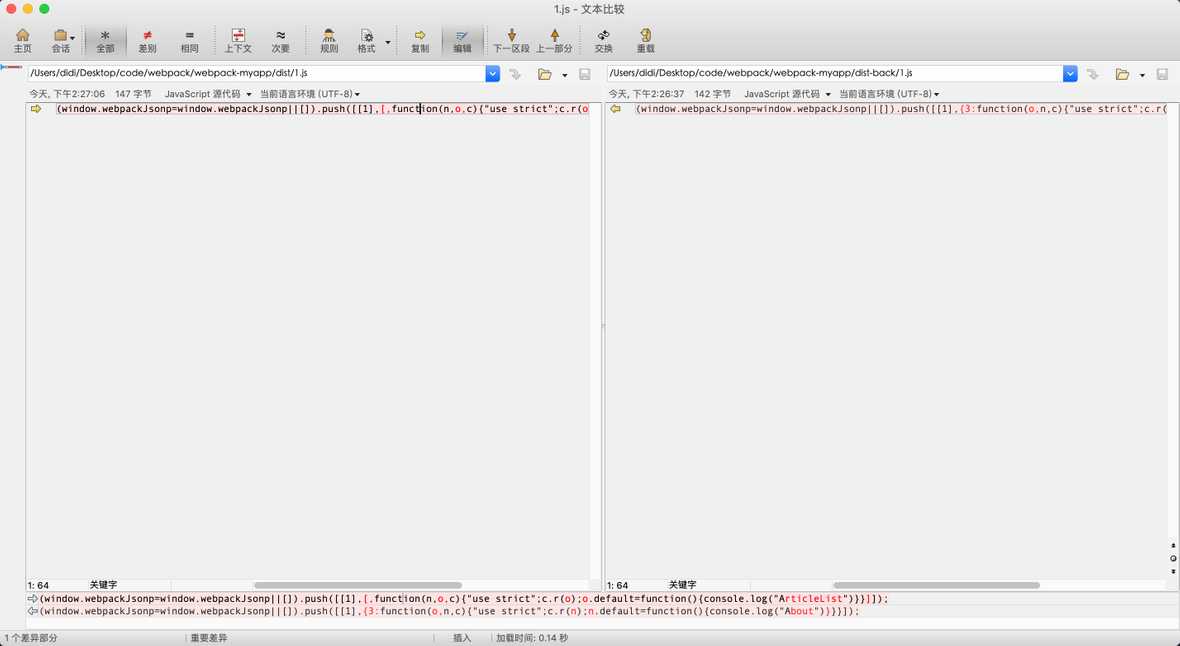 1.js - 文本比较
主页 会话 全部 差别 相同 上下文 次要 规则 格式 复制 编辑 下一区段 上一部分 交换 重载
/Users/didi/Desktop/code/webpack/webpack-myapp/dist/1.js
/Users/didi/Desktop/code/webpack/webpack-myapp/dist-back/1.js
今天, 下午2:27:06 147 字节 JavaScript 源代码 当前语言环境 (UTF-8)
今天, 下午2:26:37 142 字节 JavaScript 源代码 当前语言环境 (UTF-8)
(window.webpackJsonp=window.webpackJsonp||[]).push([[1],[,function(n,o,c){"use strict";c.r(o
(window.webpackJsonp=window.webpackJsonp||[]).push([[1],{3:function(o,n,c){"use strict";c.r(
1: 64 关键字
1: 64 关键字
(window.webpackJsonp=window.webpackJsonp||[]).push([[1],[,function(n,o,c){"use strict";c.r(o);o.default=function(){console.log("ArticleList")}}]]);
(window.webpackJsonp=window.webpackJsonp||[]).push([[1],{3:function(o,n,c){"use strict";c.r(n);n.default=function(){console.log("About")}}}]);
1 个差异部分 重要差异 插入 加载时间: 0.14 秒